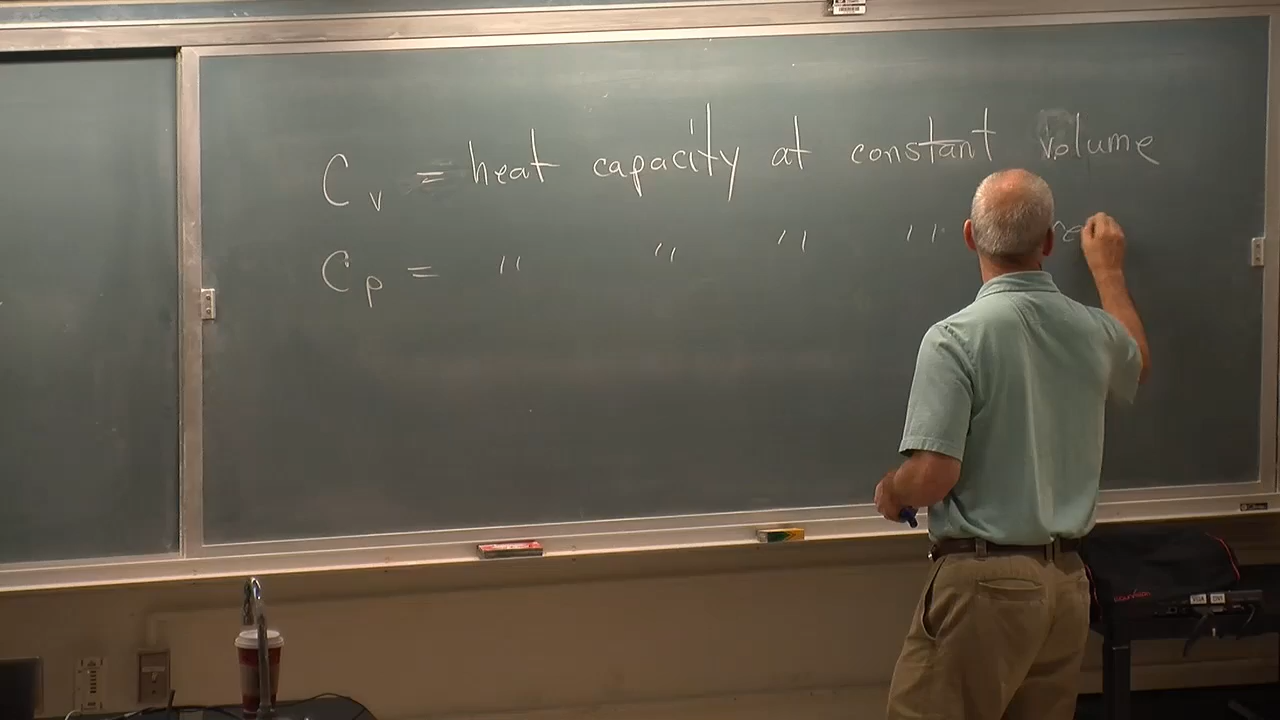 Cv = heat capacity at constant volume
Cp = " " " "